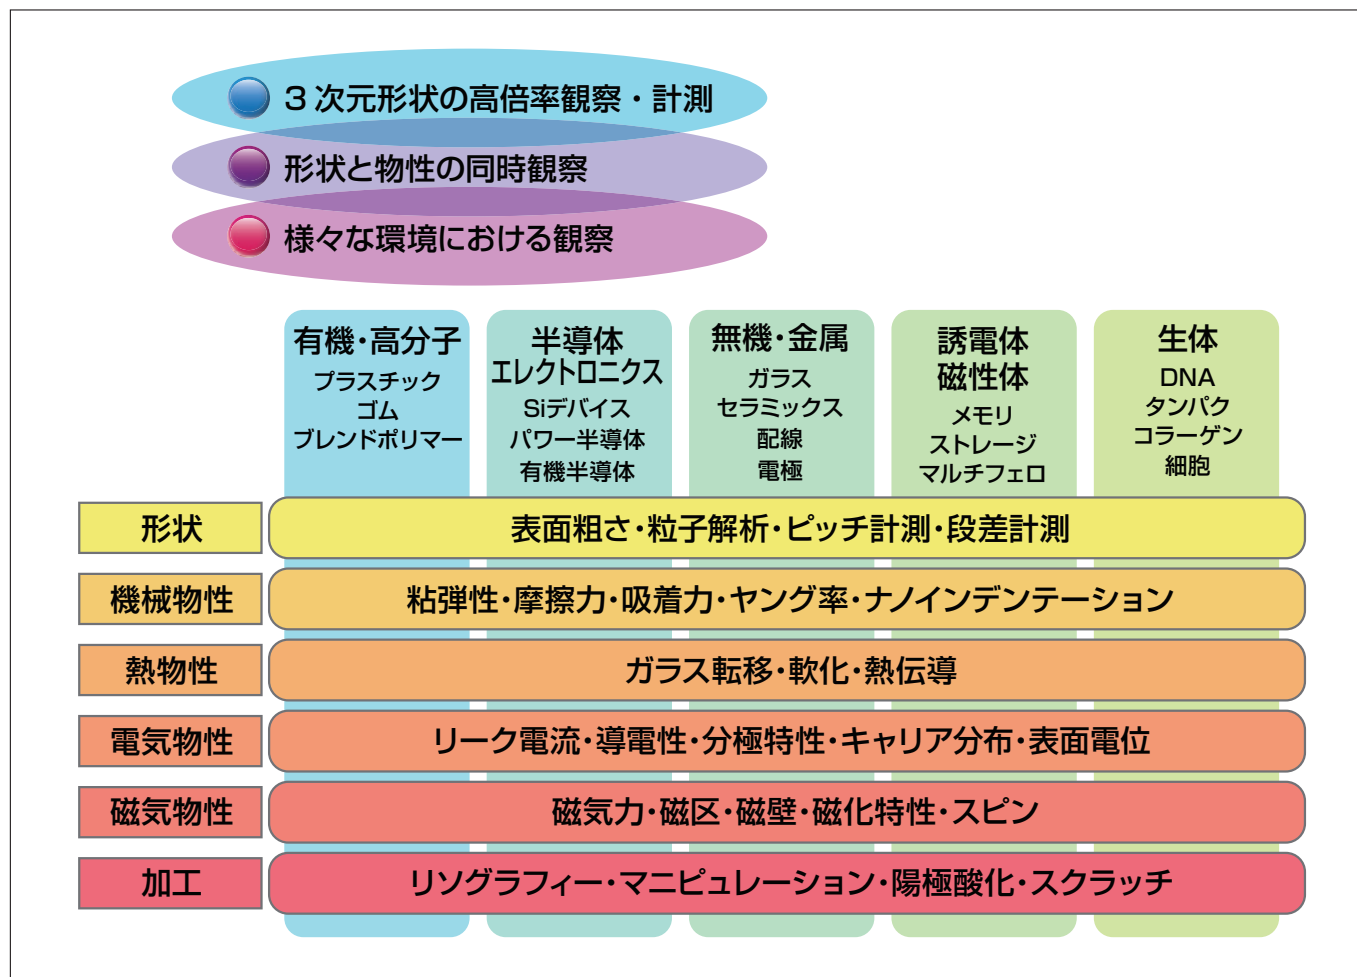 3次元形状の高倍率観察・計測
形状と物性の同時観察
様々な環境における観察
有機・高分子
プラスチック
ゴム
ブレンドポリマー
半導体
エレクトロニクス
Siデバイス
パワー半導体
有機半導体
無機・金属
ガラス
セラミックス
配線
電極
誘電体
磁性体
メモリ
ストレージ
マルチフェロ
生体
DNA
タンパク
コラーゲン
細胞
形状
表面粗さ・粒子解析・ピッチ計測・段差計測
機械物性
粘弾性・摩擦力・吸着力・ヤング率・ナノインデンテーション
熱物性
ガラス転移・軟化・熱伝導
電気物性
リーク電流・導電性・分極特性・キャリア分布・表面電位
磁気物性
磁気力・磁区・磁壁・磁化特性・スピン
加工
リソグラフィー・マニピュレーション・陽極酸化・スクラッチ